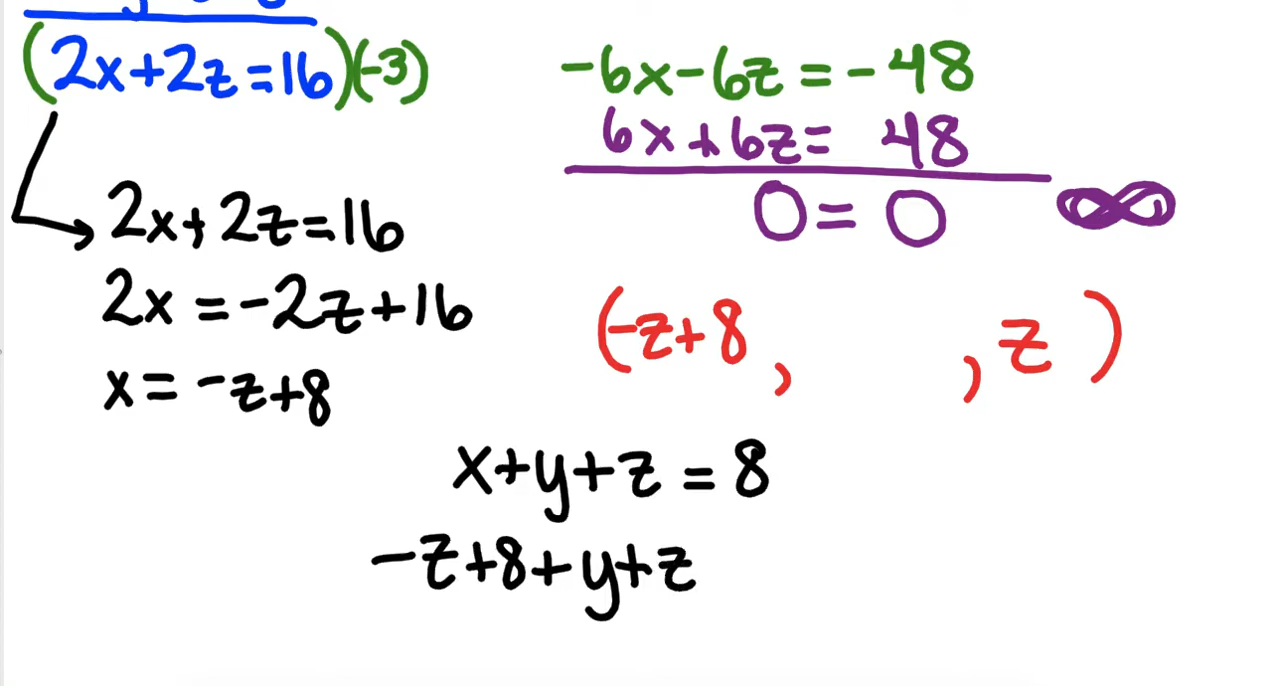 (2x+2z=16)(-3)
2x+2z=16
2x=-2z+16
x=-z+8
-6x-6z=-48
6x+6z=48
0=0 ∞
(-z+8, , z)
x+y+z=8
-z+8+y+z